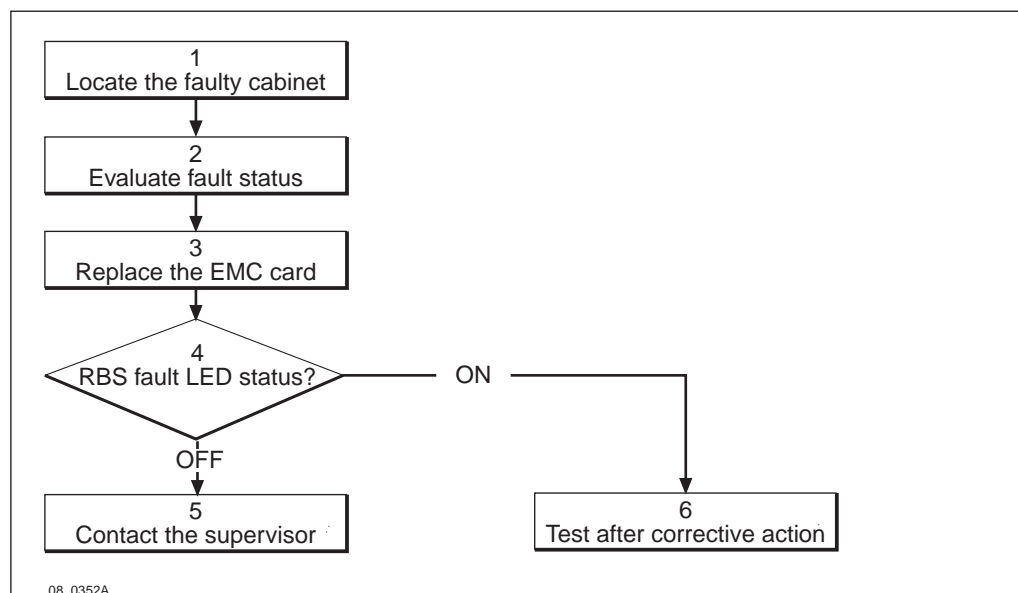 1
Locate the faulty cabinet
2
Evaluate fault status
3
Replace the EMC card
4
RBS fault LED status?
ON
OFF
5
Contact the supervisor
6
Test after corrective action
08_0352A